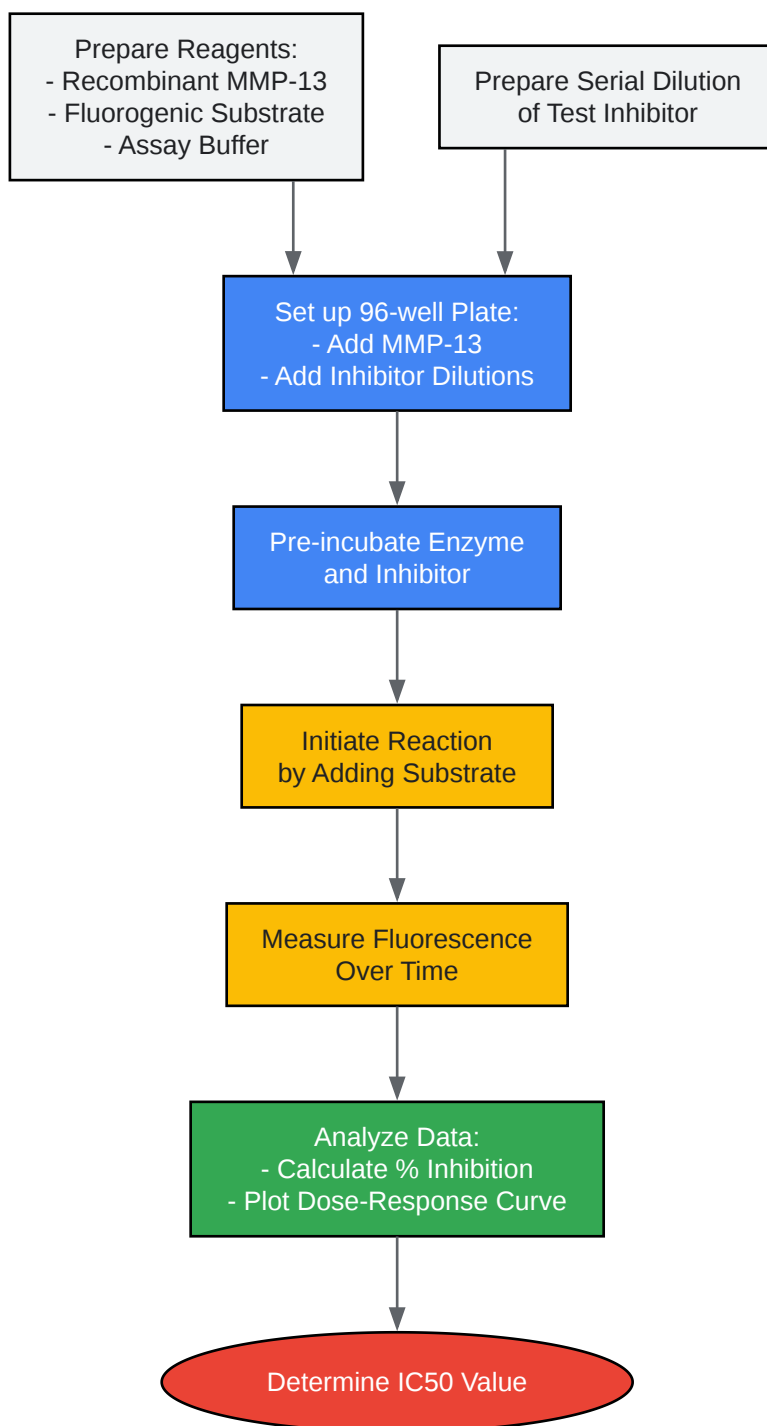 Prepare Reagents:
- Recombinant MMP-13
- Fluorogenic Substrate
- Assay Buffer
Prepare Serial Dilution
of Test Inhibitor
Set up 96-well Plate:
- Add MMP-13
- Add Inhibitor Dilutions
Pre-incubate Enzyme
and Inhibitor
Initiate Reaction
by Adding Substrate
Measure Fluorescence
Over Time
Analyze Data:
- Calculate % Inhibition
- Plot Dose-Response Curve
Determine IC50 Value